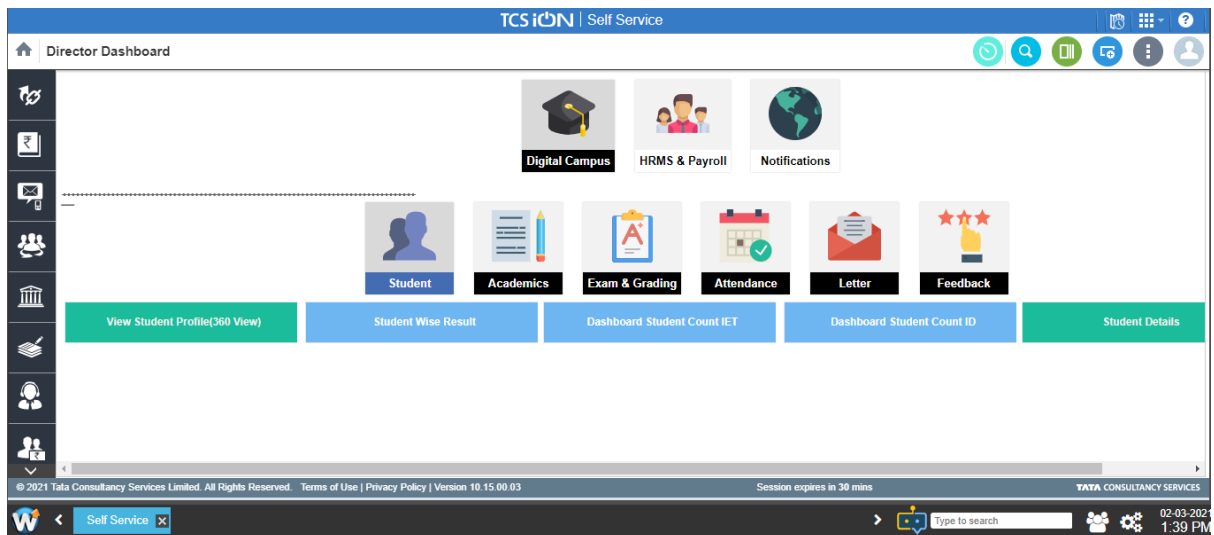 TCS iON | Self Service
Director Dashboard
Digital Campus
HRMS & Payroll
Notifications
Student
Academics
A+
Exam & Grading
Attendance
Letter
Feedback
View Student Profile(360 View)
Student Wise Result
Dashboard Student Count IET
Dashboard Student Count ID
Student Details
© 2021 Tata Consultancy Services Limited. All Rights Reserved. Terms of Use | Privacy Policy | Version 10.15.00.03
Session expires in 30 mins
TATA CONSULTANCY SERVICES
W
Self Service
Type to search
02-03-2021
1:39 PM